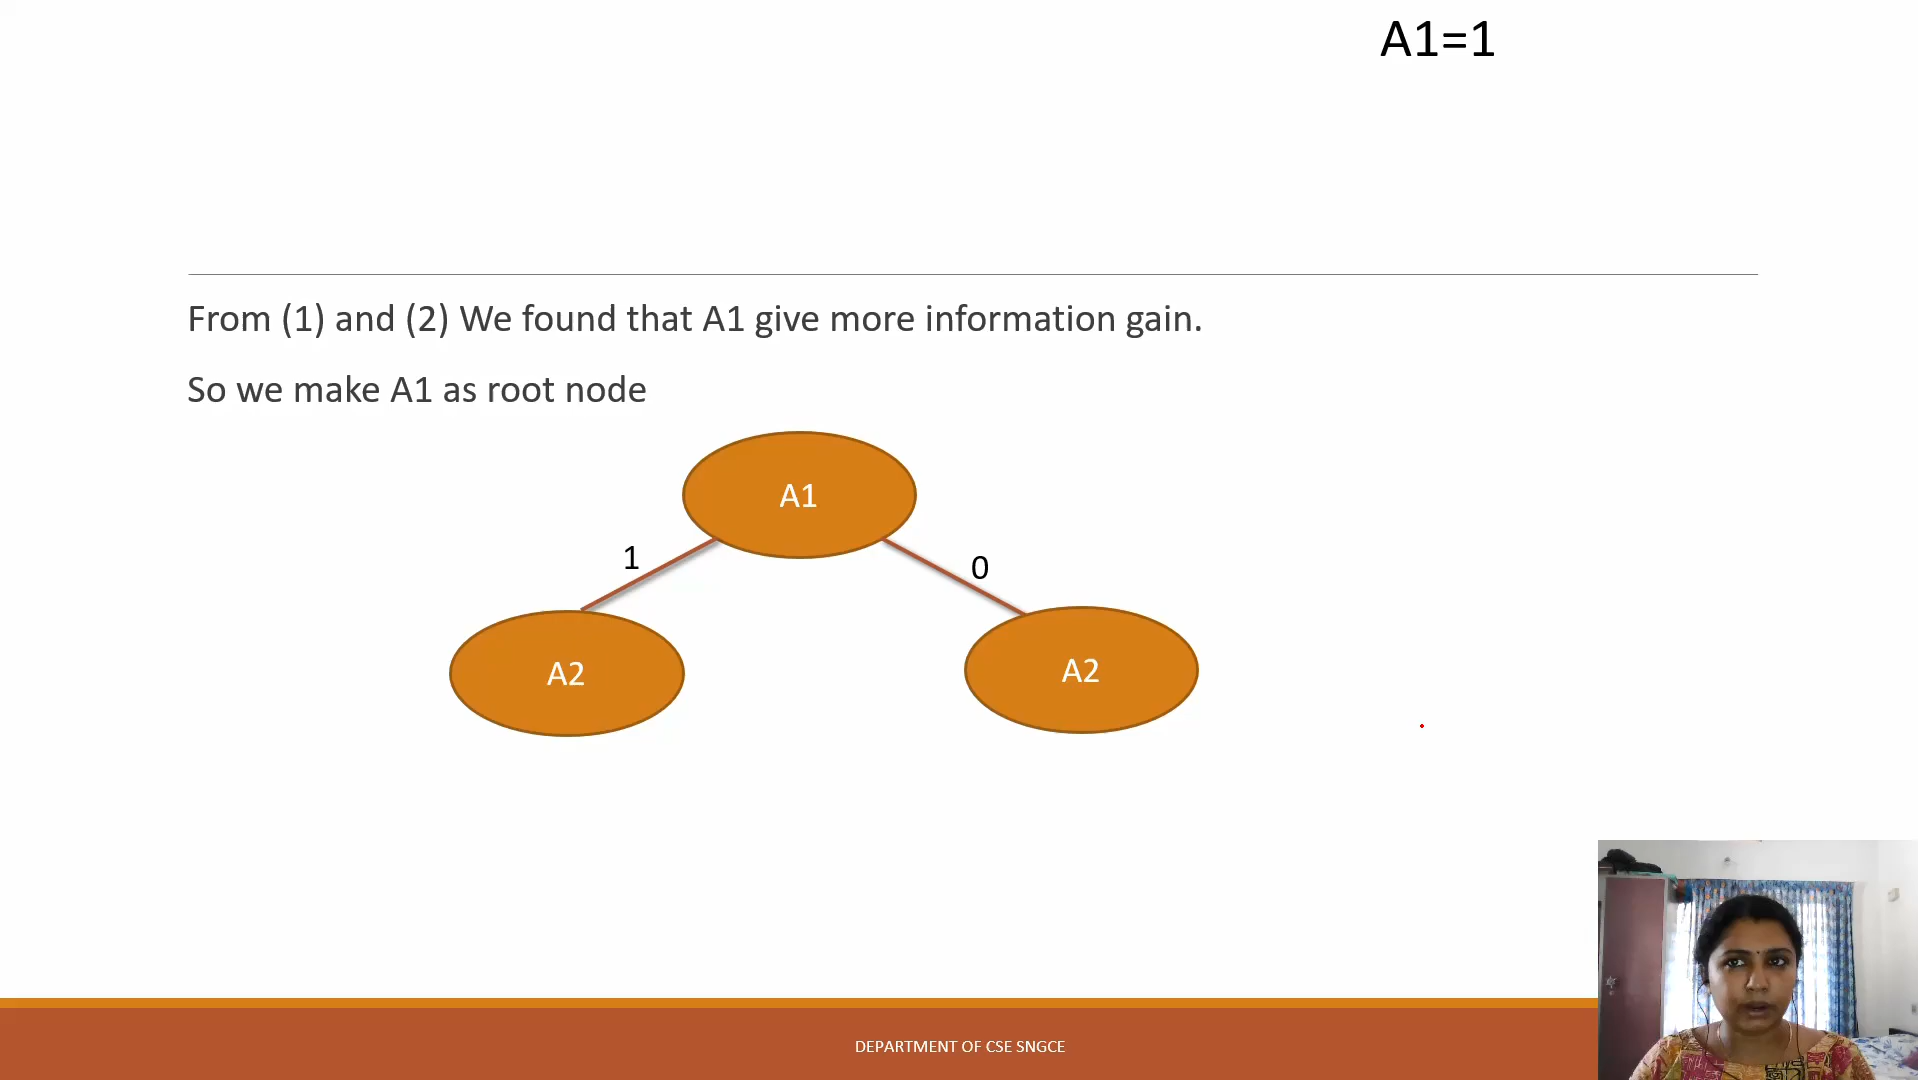 A1=1
From (1) and (2) We found that A1 give more information gain.
So we make A1 as root node
A1
1
0
A2
A2
DEPARTMENT OF CSE SNGCE